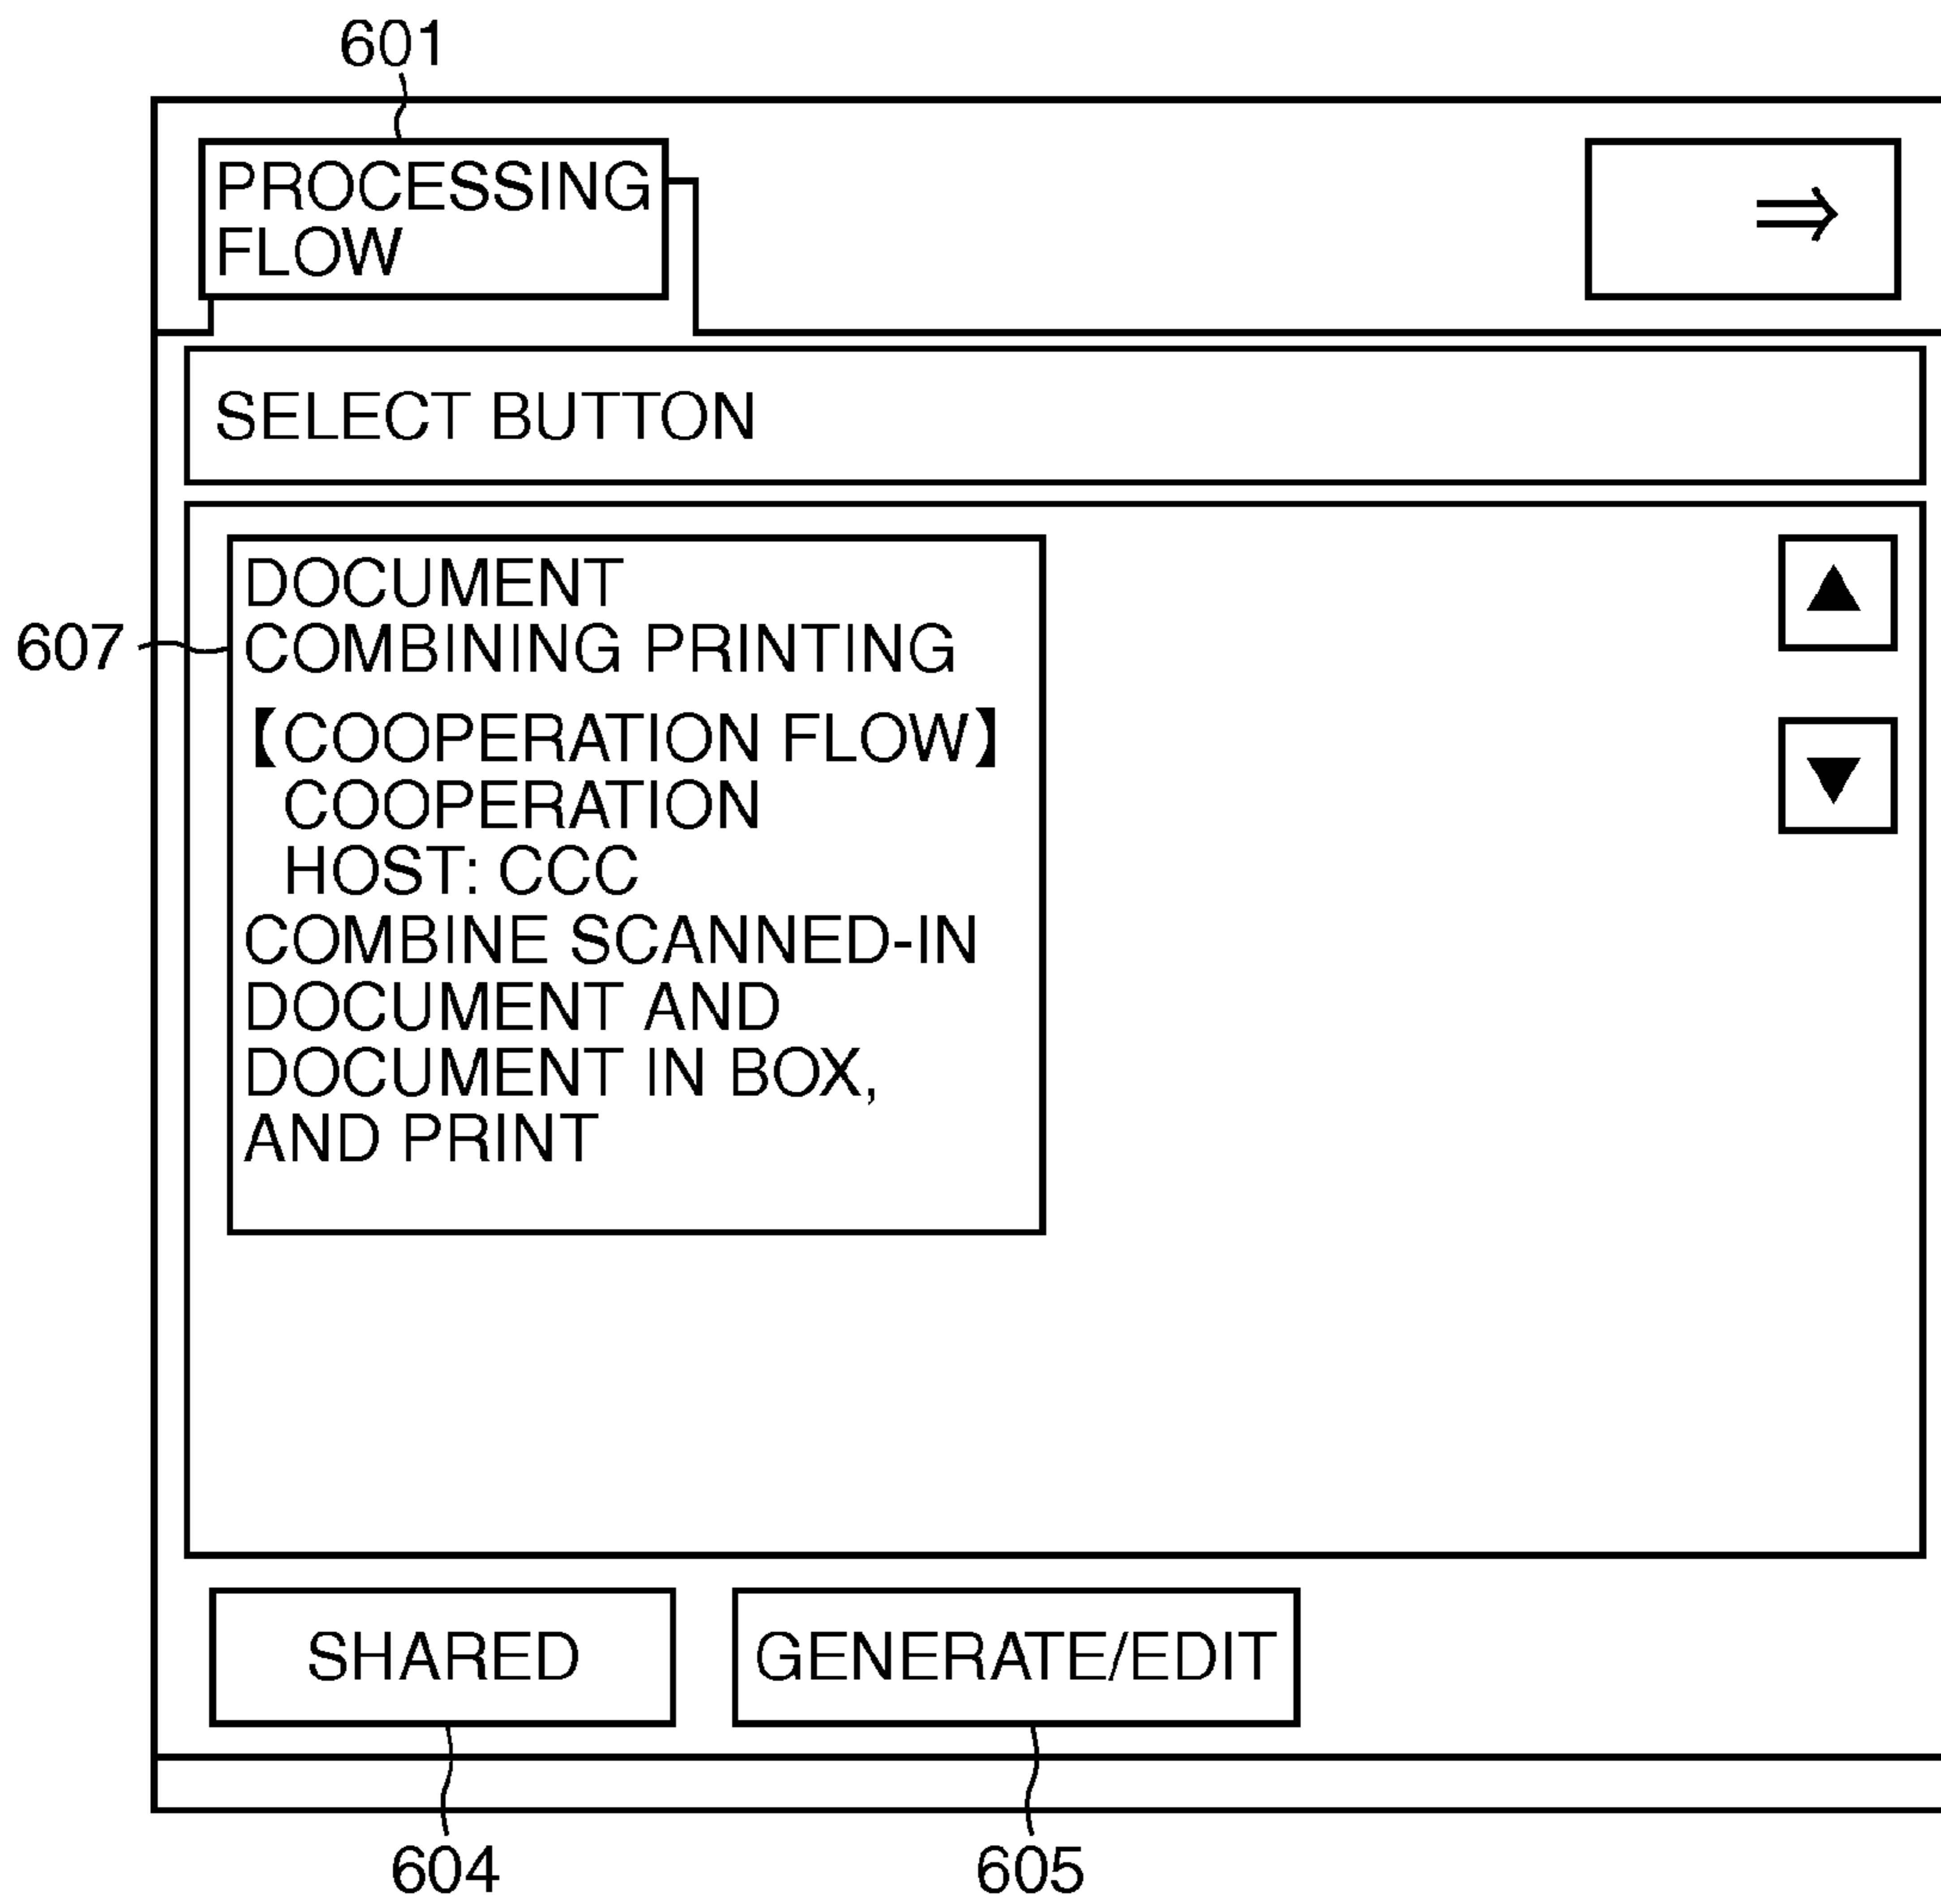 601
PROCESSING
FLOW
⇒
SELECT BUTTON
607
DOCUMENT
COMBINING PRINTING
【COOPERATION FLOW】
COOPERATION
HOST: CCC
COMBINE SCANNED-IN
DOCUMENT AND
DOCUMENT IN BOX,
AND PRINT
▲
▼
SHARED
GENERATE/EDIT
604
605